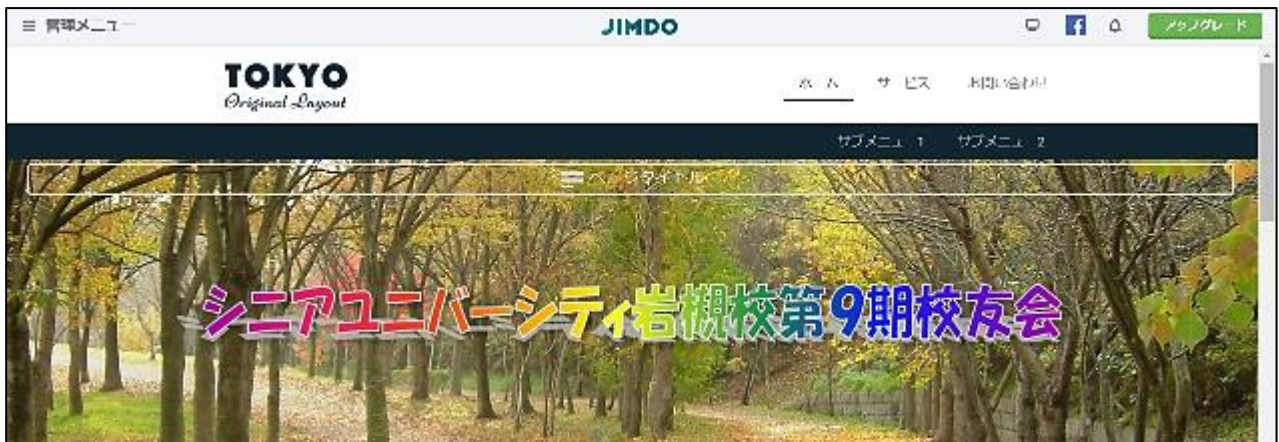 管理メニュー
JIMDO
アップグレード
TOKYO
Original Layout
ホーム サービス お問い合わせ
サブメニュー 1 サブメニュー 2
ページタイトル
シニアユニバーシティ岩槻校第9期校友会